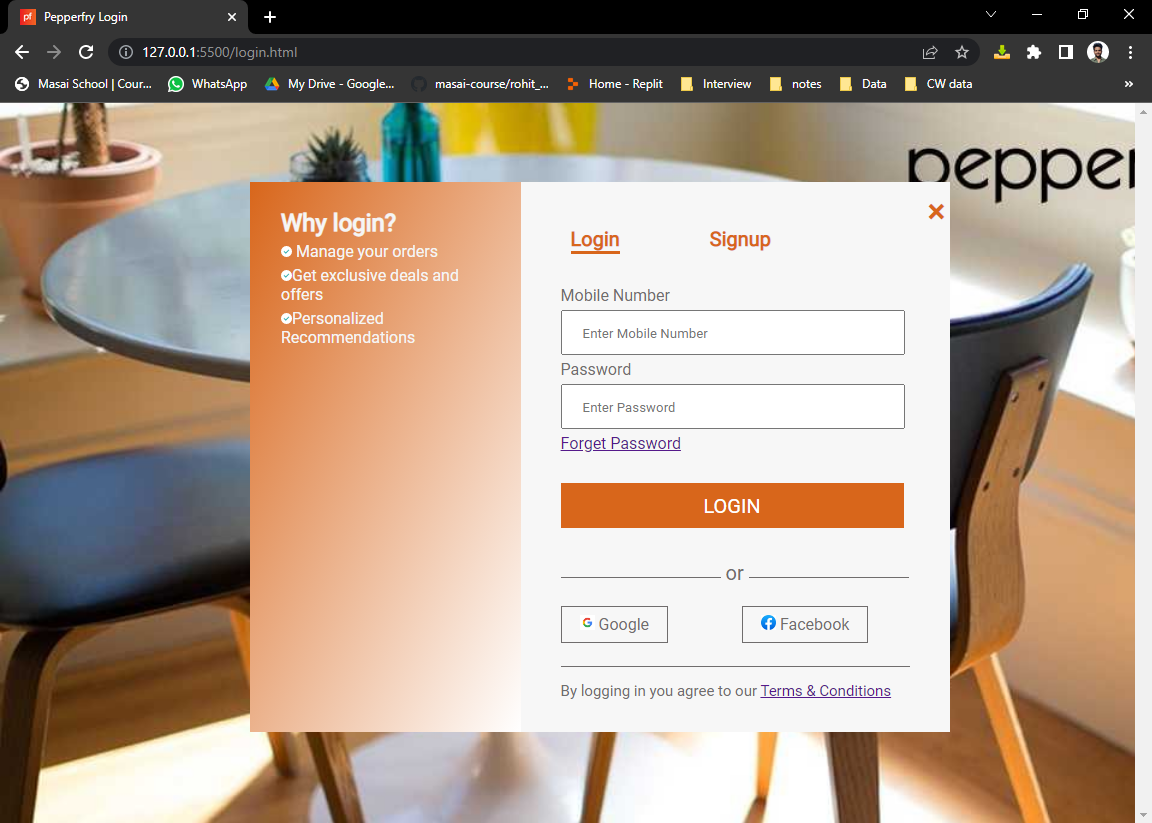 pf Pepperfry Login
127.0.0.1:5500/login.html
Masai School | Cour... WhatsApp My Drive - Google... masai-course/rohit_... Home - Replit Interview notes Data CW data »
pepper
Why login?
Manage your orders
Get exclusive deals and
offers
Personalized
Recommendations
Login Signup
Mobile Number
Enter Mobile Number
Password
Enter Password
Forget Password
LOGIN
or
Google Facebook
By logging in you agree to our Terms & Conditions